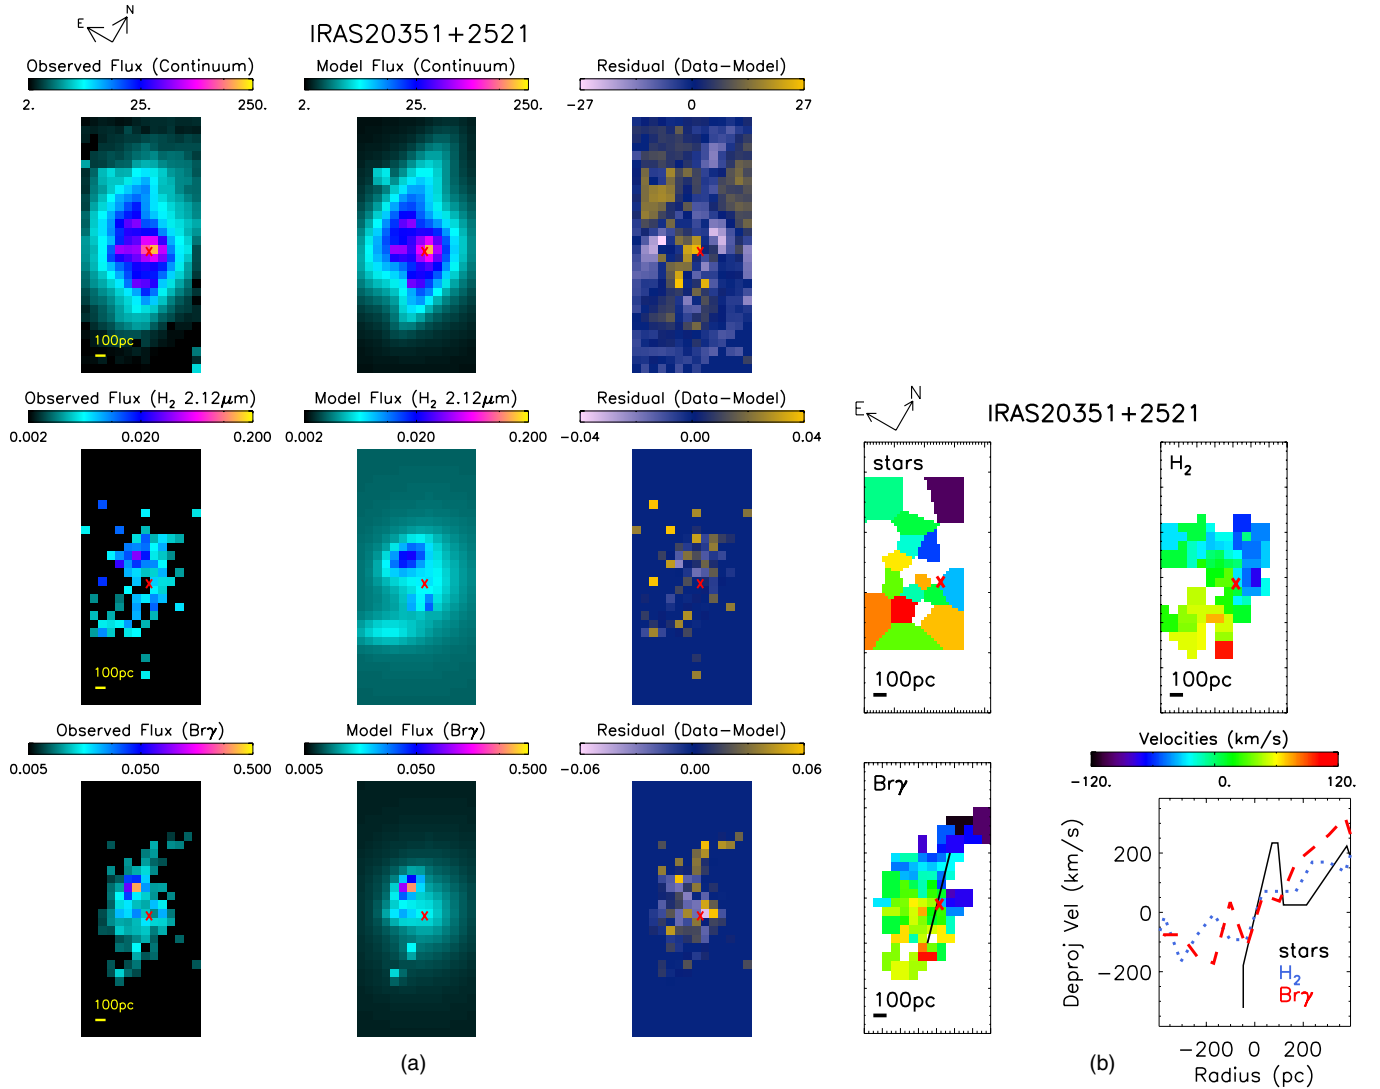 E N
IRAS20351+2521
Observed Flux (Continuum)
2. 25. 250.
Model Flux (Continuum)
2. 25. 250.
Residual (Data-Model)
-27 0 27
x
100pc
x
x
Observed Flux (H₂ 2.12μm)
0.002 0.020 0.200
Model Flux (H₂ 2.12μm)
0.002 0.020 0.200
Residual (Data-Model)
-0.04 0.00 0.04
x
100pc
x
x
Observed Flux (Brγ)
0.005 0.050 0.500
Model Flux (Brγ)
0.005 0.050 0.500
Residual (Data-Model)
-0.06 0.00 0.06
x
100pc
x
x
(a)
E N
IRAS20351+2521
stars
x
100pc
H₂
x
100pc
Brγ
x
100pc
Velocities (km/s)
-120. 0. 120.
Deproj Vel (km/s)
200
0
-200
stars
H₂
Brγ
-200 0 200
Radius (pc)
(b)